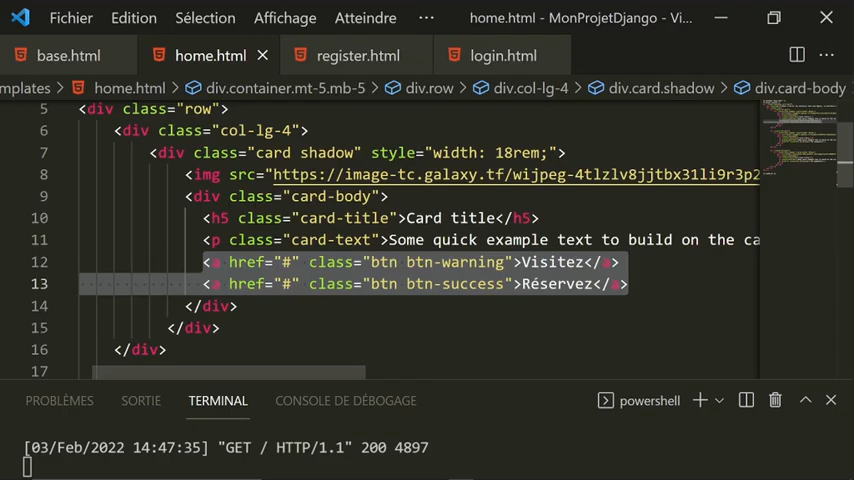 Fichier Edition Sélection Affichage Atteindre ··· home.html - MonProjetDjango - Vi...
base.html home.html register.html login.html
emplates > home.html > div.container.mt-5.mb-5 > div.row > div.col-lg-4 > div.card.shadow > div.card-body
5 <div class="row">
6 <div class="col-lg-4">
7 <div class="card shadow" style="width: 18rem;">
8 <img src="https://image-tc.galaxy.tf/wijpeg-4tlzlv8jjtbx31li9r3p2
9 <div class="card-body">
10 <h5 class="card-title">Card title</h5>
11 <p class="card-text">Some quick example text to build on the ca
12 <a href="#" class="btn btn-warning">Visitez</a>
13 <a href="#" class="btn btn-success">Réservez</a>
14 </div>
15 </div>
16 </div>
17
PROBLÈMES SORTIE TERMINAL CONSOLE DE DÉBOGAGE powershell
[03/Feb/2022 14:47:35] "GET / HTTP/1.1" 200 4897